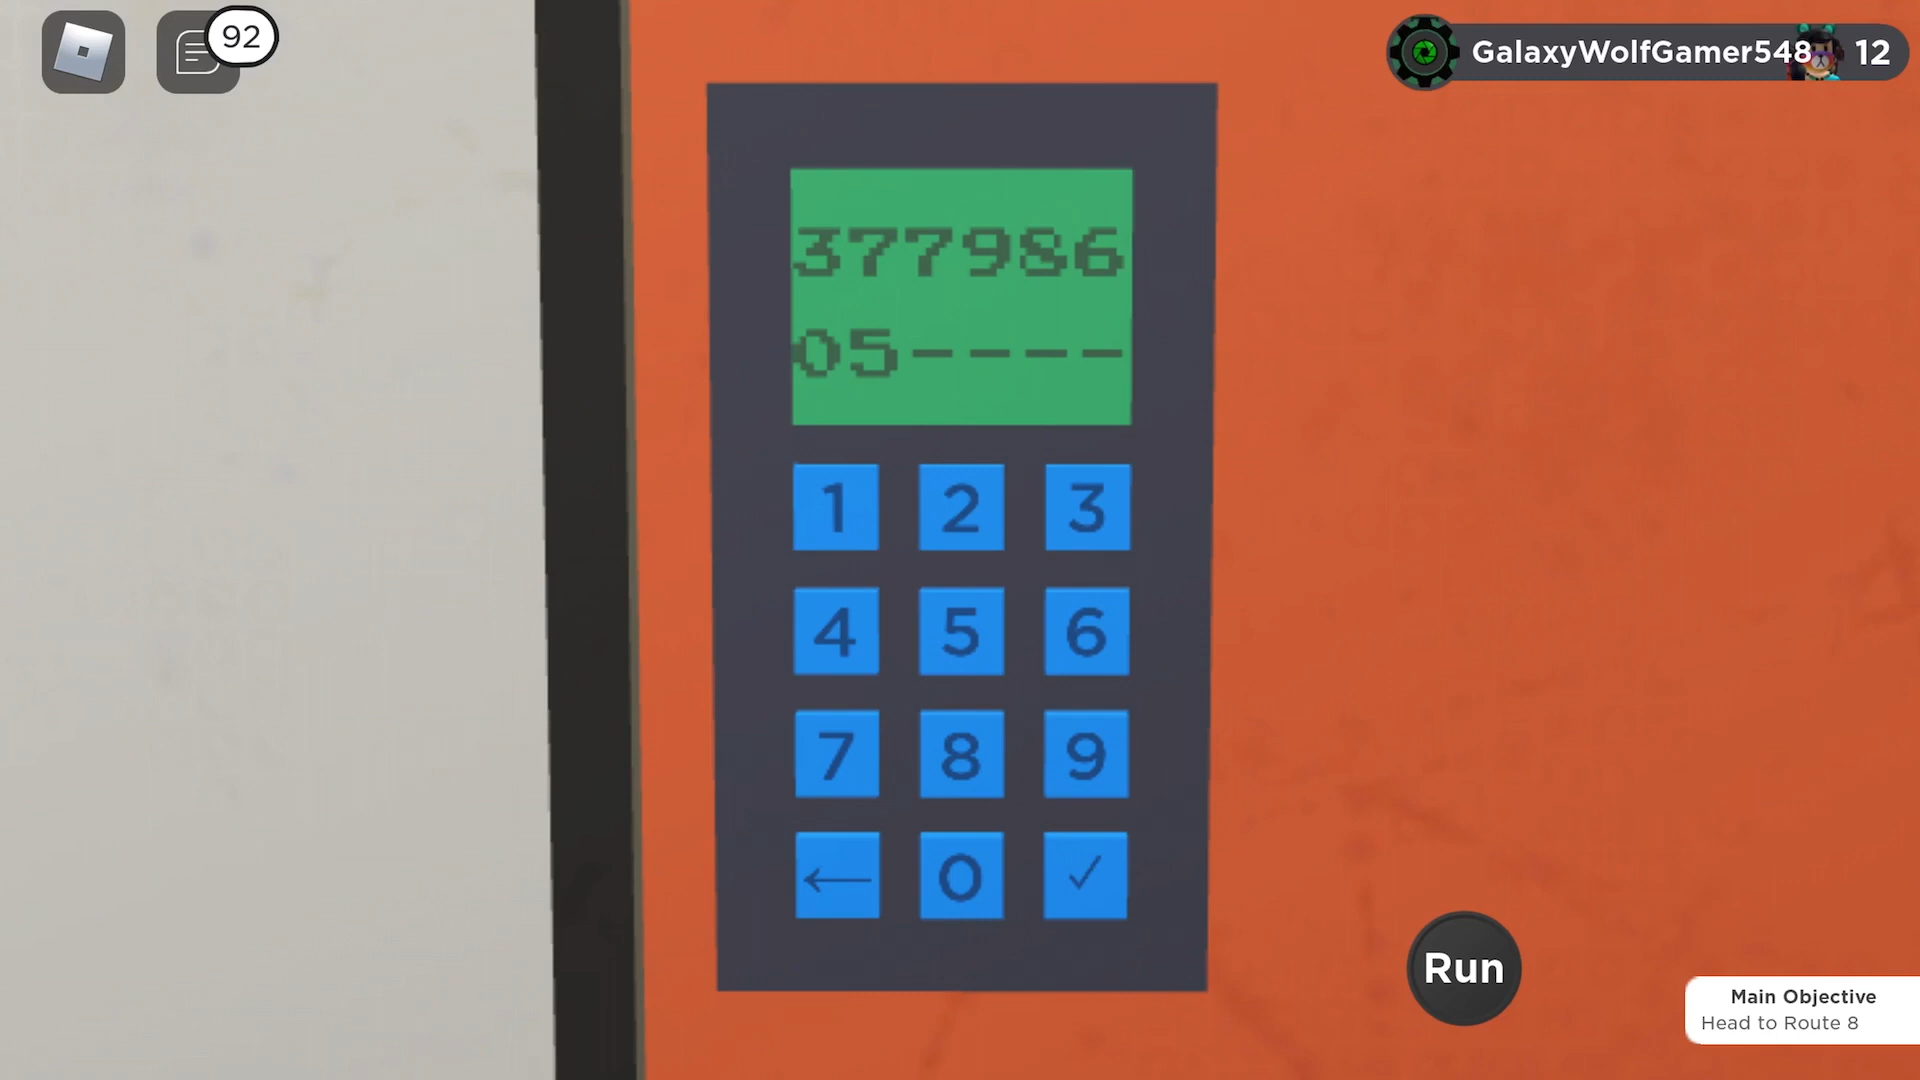 92
GalaxyWolfGamer548 12
377986
05----
1 2 3
4 5 6
7 8 9
← 0 ✓
Run
Main Objective
Head to Route 8